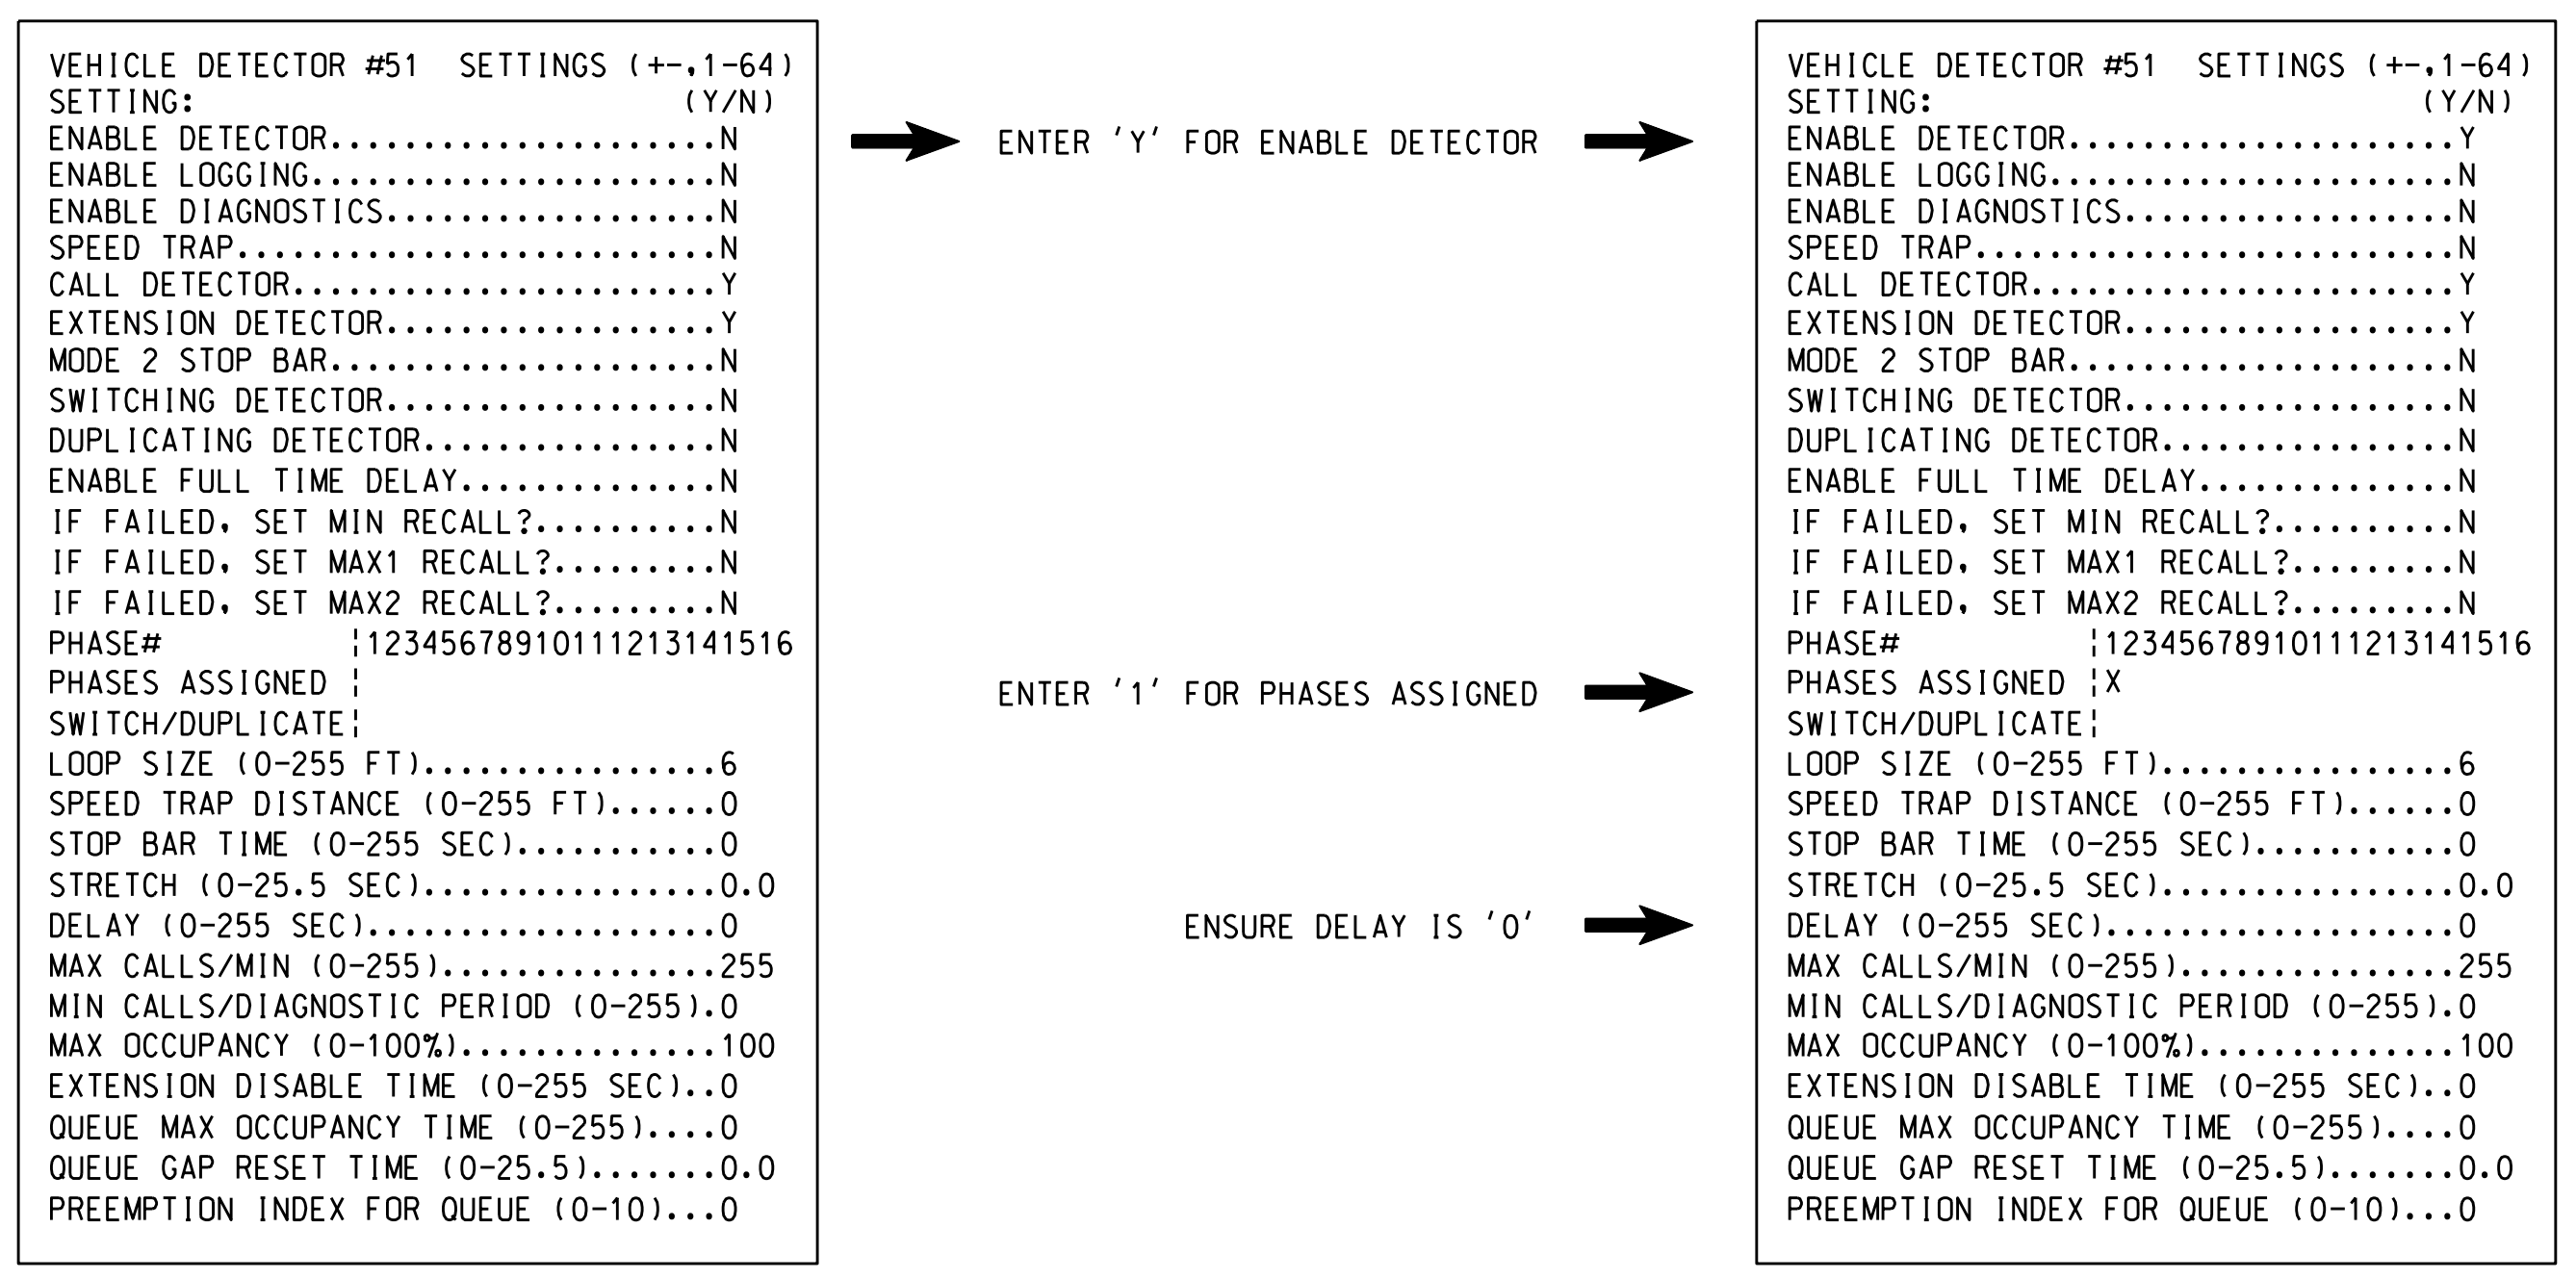 VEHICLE DETECTOR #51 SETTINGS (+-,1-64)
SETTING: (Y/N)
ENABLE DETECTOR.....................N
ENABLE LOGGING......................N
ENABLE DIAGNOSTICS..................N
SPEED TRAP..........................N
CALL DETECTOR.......................Y
EXTENSION DETECTOR..................Y
MODE 2 STOP BAR.....................N
SWITCHING DETECTOR..................N
DUPLICATING DETECTOR................N
ENABLE FULL TIME DELAY..............N
IF FAILED, SET MIN RECALL?..........N
IF FAILED, SET MAX1 RECALL?.........N
IF FAILED, SET MAX2 RECALL?.........N
PHASE# ¦12345678910111213141516
PHASES ASSIGNED ¦
SWITCH/DUPLICATE¦
LOOP SIZE (0-255 FT)................6
SPEED TRAP DISTANCE (0-255 FT)......0
STOP BAR TIME (0-255 SEC)...........0
STRETCH (0-25.5 SEC)................0.0
DELAY (0-255 SEC)...................0
MAX CALLS/MIN (0-255)...............255
MIN CALLS/DIAGNOSTIC PERIOD (0-255).0
MAX OCCUPANCY (0-100%)..............100
EXTENSION DISABLE TIME (0-255 SEC)..0
QUEUE MAX OCCUPANCY TIME (0-255)....0
QUEUE GAP RESET TIME (0-25.5).......0.0
PREEMPTION INDEX FOR QUEUE (0-10)...0
ENTER 'Y' FOR ENABLE DETECTOR
ENTER '1' FOR PHASES ASSIGNED
ENSURE DELAY IS '0'
VEHICLE DETECTOR #51 SETTINGS (+-,1-64)
SETTING: (Y/N)
ENABLE DETECTOR.....................Y
ENABLE LOGGING......................N
ENABLE DIAGNOSTICS..................N
SPEED TRAP..........................N
CALL DETECTOR.......................Y
EXTENSION DETECTOR..................Y
MODE 2 STOP BAR.....................N
SWITCHING DETECTOR..................N
DUPLICATING DETECTOR................N
ENABLE FULL TIME DELAY..............N
IF FAILED, SET MIN RECALL?..........N
IF FAILED, SET MAX1 RECALL?.........N
IF FAILED, SET MAX2 RECALL?.........N
PHASE# ¦12345678910111213141516
PHASES ASSIGNED ¦X
SWITCH/DUPLICATE¦
LOOP SIZE (0-255 FT)................6
SPEED TRAP DISTANCE (0-255 FT)......0
STOP BAR TIME (0-255 SEC)...........0
STRETCH (0-25.5 SEC)................0.0
DELAY (0-255 SEC)...................0
MAX CALLS/MIN (0-255)...............255
MIN CALLS/DIAGNOSTIC PERIOD (0-255).0
MAX OCCUPANCY (0-100%)..............100
EXTENSION DISABLE TIME (0-255 SEC)..0
QUEUE MAX OCCUPANCY TIME (0-255)....0
QUEUE GAP RESET TIME (0-25.5).......0.0
PREEMPTION INDEX FOR QUEUE (0-10)...0